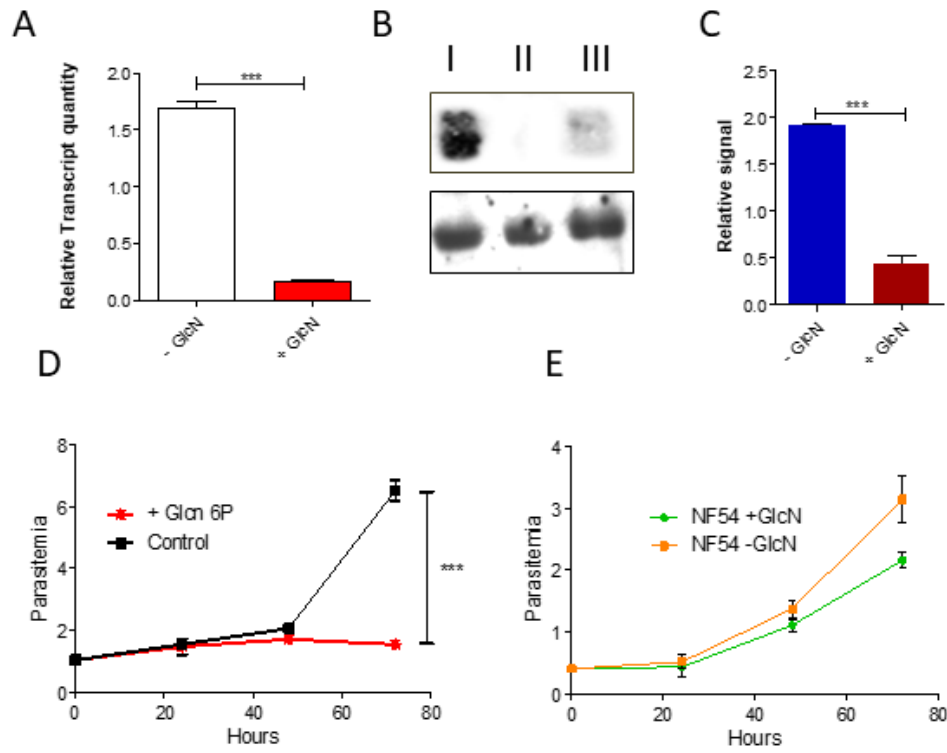 A
Relative Transcript quantity
2.0
1.5
1.0
0.5
0.0
***
- GlcN
* GlcN
B
I II III
C
Relative signal
2.5
2.0
1.5
1.0
0.5
0.0
***
- GlcN
* GlcN
D
Parasitemia
8
6
4
2
0
+ Glcn 6P
Control
***
0 20 40 60 80
Hours
E
Parasitemia
4
3
2
1
0
NF54 +GlcN
NF54 -GlcN
0 20 40 60 80
Hours